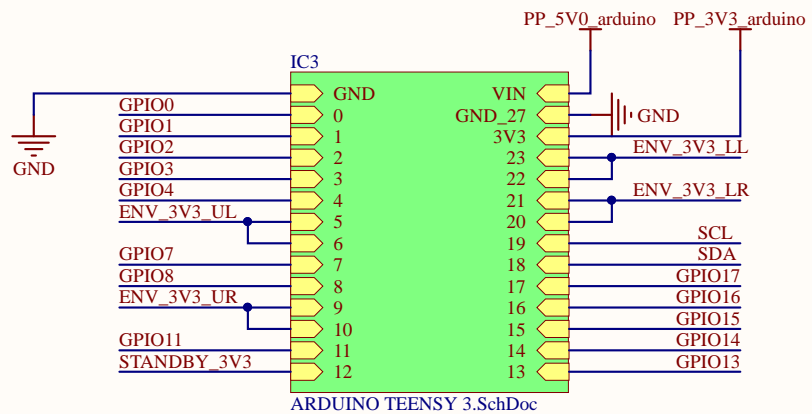 PP_5V0_arduino PP_3V3_arduino
IC3
GND VIN
GPIO0 0 GND_27 GND
GPIO1 1 3V3
GPIO2 2 23 ENV_3V3_LL
GPIO3 3 22
GPIO4 4 21 ENV_3V3_LR
ENV_3V3_UL 5 20
6 19 SCL
GPIO7 7 18 SDA
GPIO8 8 17 GPIO17
ENV_3V3_UR 9 16 GPIO16
10 15 GPIO15
GPIO11 11 14 GPIO14
STANDBY_3V3 12 13 GPIO13
GND
ARDUINO TEENSY 3.SchDoc